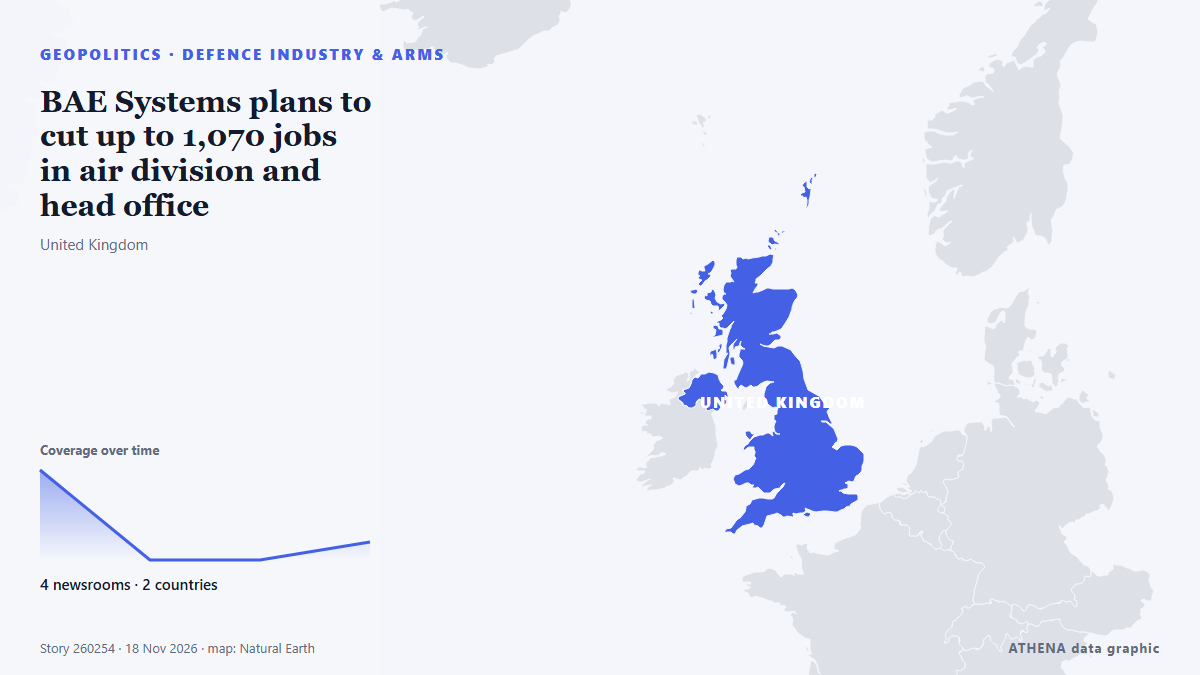 GEOPOLITICS · DEFENCE INDUSTRY & ARMS
BAE Systems plans to
cut up to 1,070 jobs
in air division and
head office
United Kingdom
UNITED KINGDOM
Coverage over time
4 newsrooms · 2 countries
Story 260254 · 18 Nov 2026 · map: Natural Earth
ATHENA data graphic